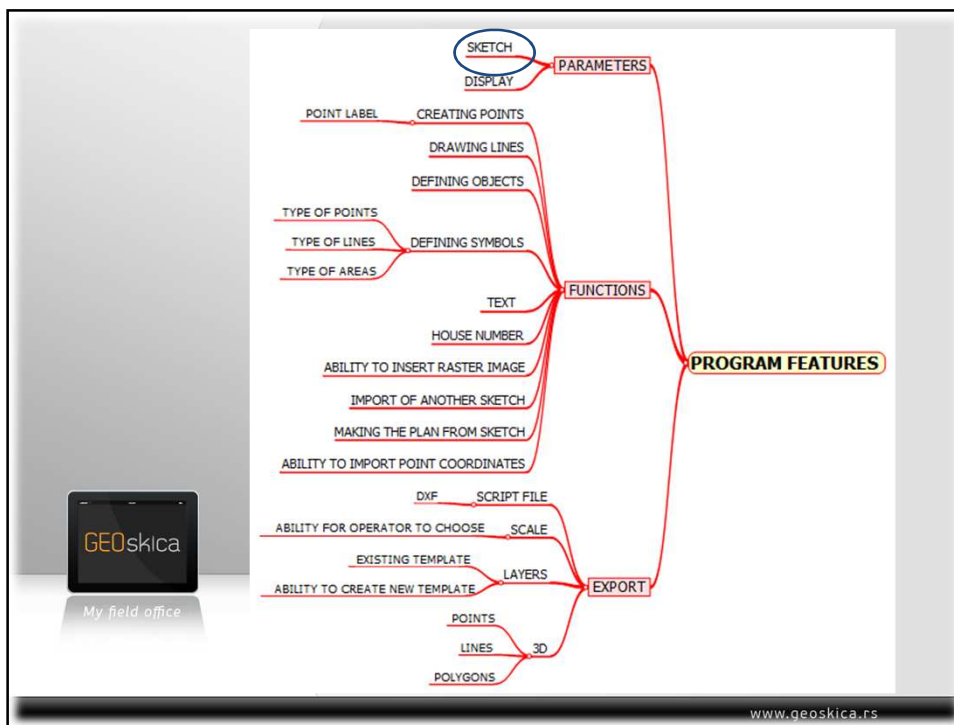 SKETCH
PARAMETERS
DISPLAY
POINT LABEL
CREATING POINTS
DRAWING LINES
DEFINING OBJECTS
TYPE OF POINTS
TYPE OF LINES
DEFINING SYMBOLS
TYPE OF AREAS
FUNCTIONS
TEXT
HOUSE NUMBER
ABILITY TO INSERT RASTER IMAGE
PROGRAM FEATURES
IMPORT OF ANOTHER SKETCH
MAKING THE PLAN FROM SKETCH
ABILITY TO IMPORT POINT COORDINATES
DXF
SCRIPT FILE
ABILITY FOR OPERATOR TO CHOOSE
SCALE
EXISTING TEMPLATE
LAYERS
ABILITY TO CREATE NEW TEMPLATE
EXPORT
POINTS
LINES
3D
POLYGONS
GEOskica
My field office
www.geoskica.rs